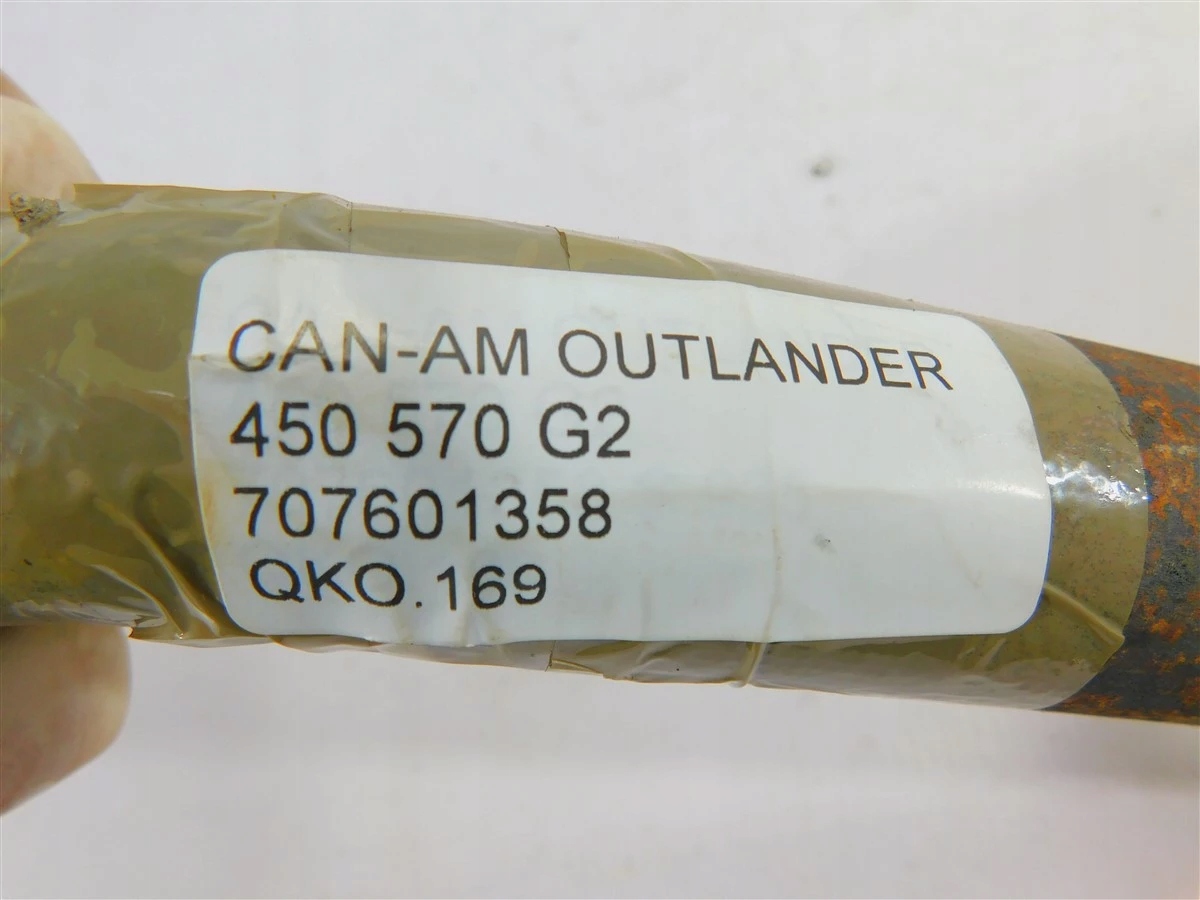 CAN-AM OUTLANDER
450 570 G2
707601358
QKO.169